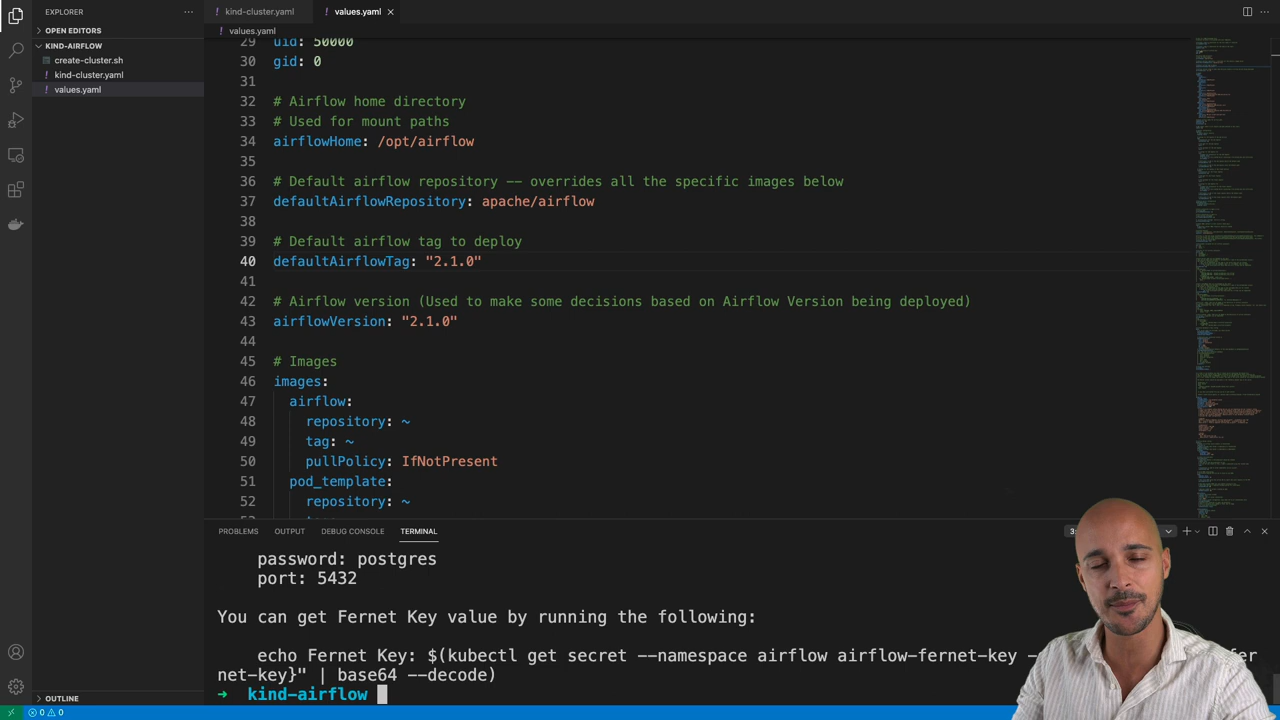 EXPLORER
OPEN EDITORS
KIND-AIRFLOW
create-cluster.sh
! kind-cluster.yaml
! values.yaml
OUTLINE
! kind-cluster.yaml
! values.yaml
! values.yaml
29 uid: 50000
30 gid: 0
31
32 # Airflow home directory
33 # Used for mount paths
34 airflowHome: /opt/airflow
35
36 # Default airflow repository -- overrides all the specific images below
37 defaultAirflowRepository: apache/airflow
38
39 # Default airflow tag to deploy
40 defaultAirflowTag: "2.1.0"
41
42 # Airflow version (Used to make some decisions based on Airflow Version being deployed)
43 airflowVersion: "2.1.0"
44
45 # Images
46 images:
47 airflow:
48 repository: ~
49 tag: ~
50 pullPolicy: IfNotPresent
51 pod_template:
52 repository: ~
PROBLEMS OUTPUT DEBUG CONSOLE TERMINAL
3:
password: postgres
port: 5432
You can get Fernet Key value by running the following:
echo Fernet Key: $(kubectl get secret --namespace airflow airflow-fernet-key -
net-key}" | base64 --decode)
➜ kind-airflow
0 0